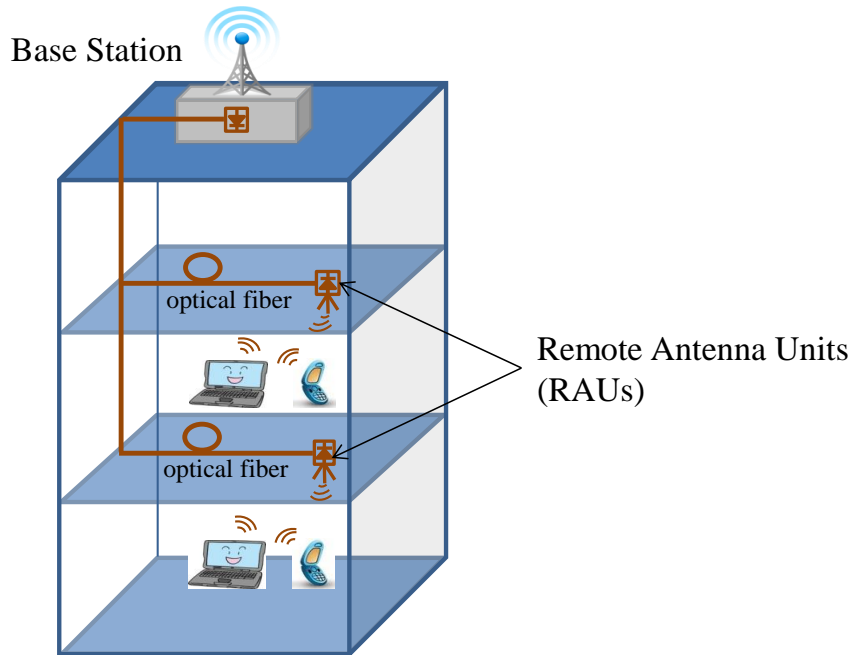 Base Station
optical fiber
Remote Antenna Units
(RAUs)
optical fiber